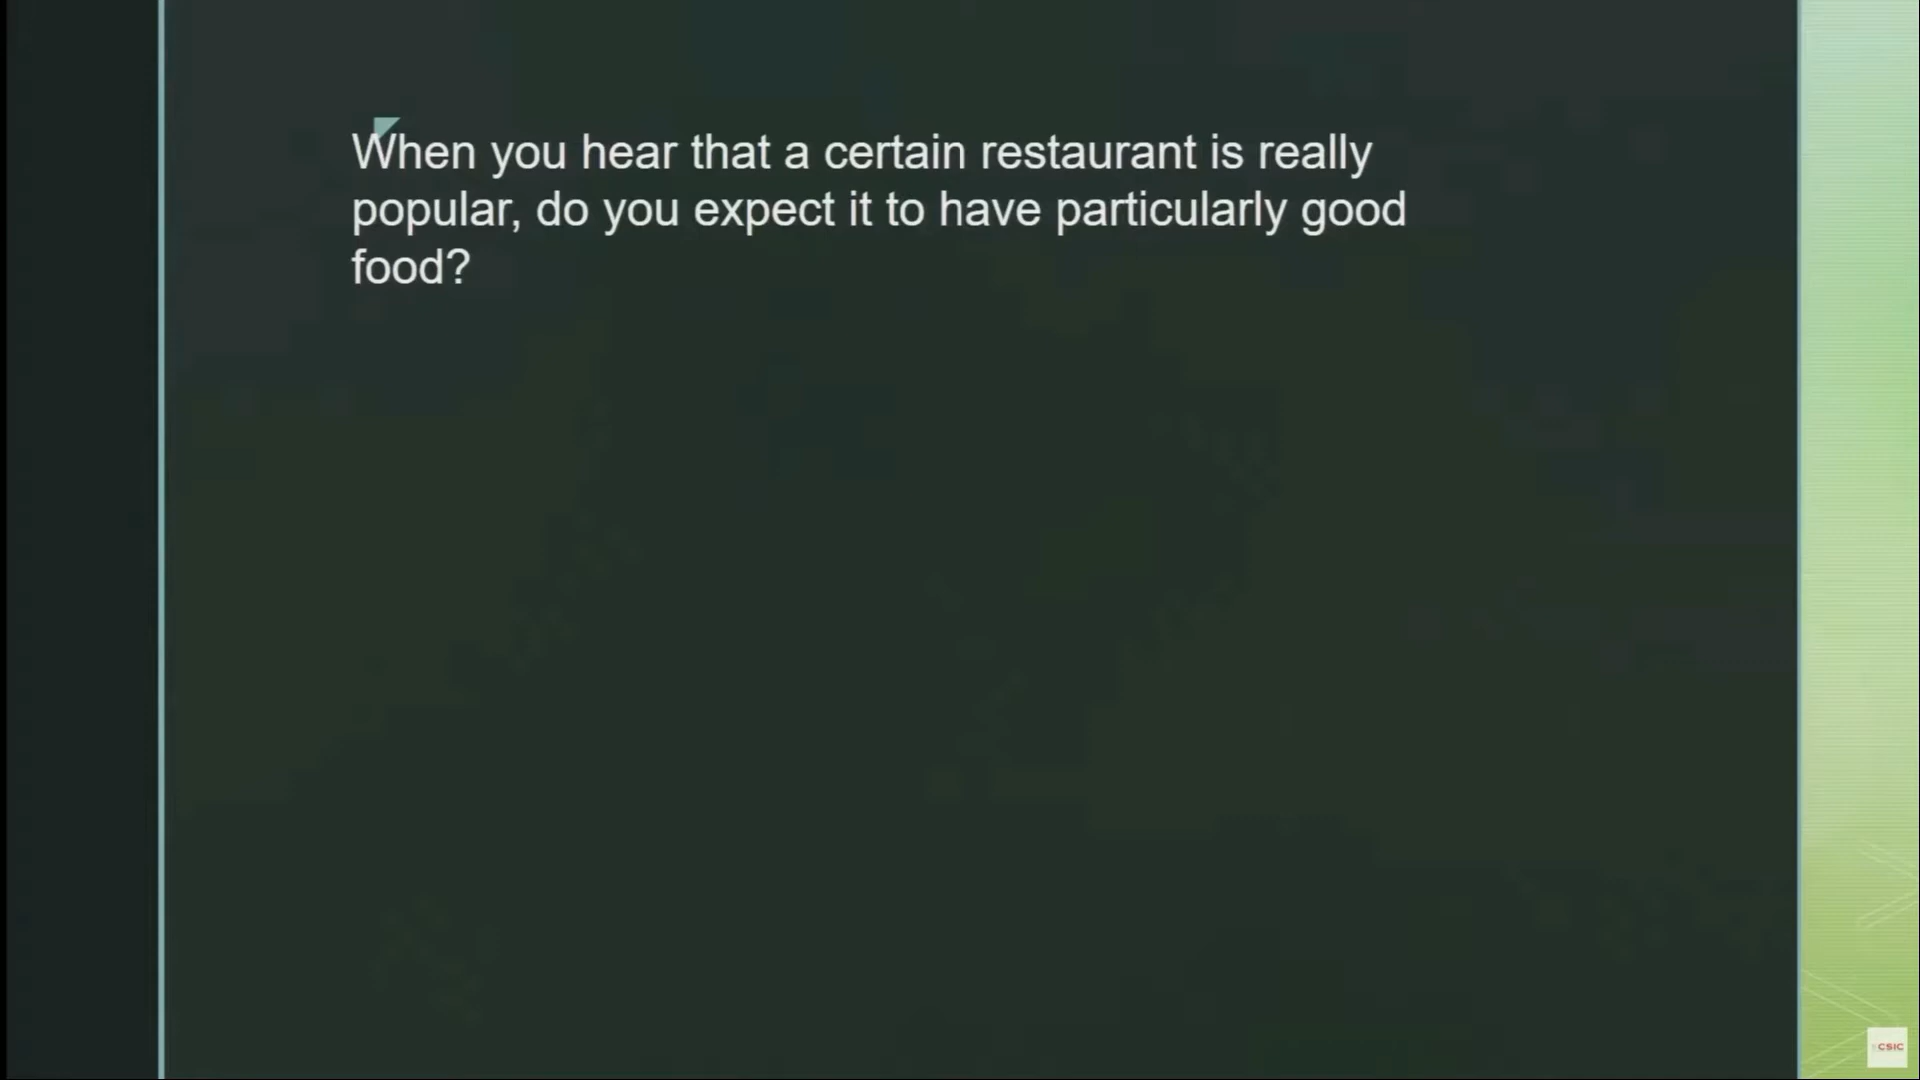 When you hear that a certain restaurant is really
popular, do you expect it to have particularly good
food?
CSIC